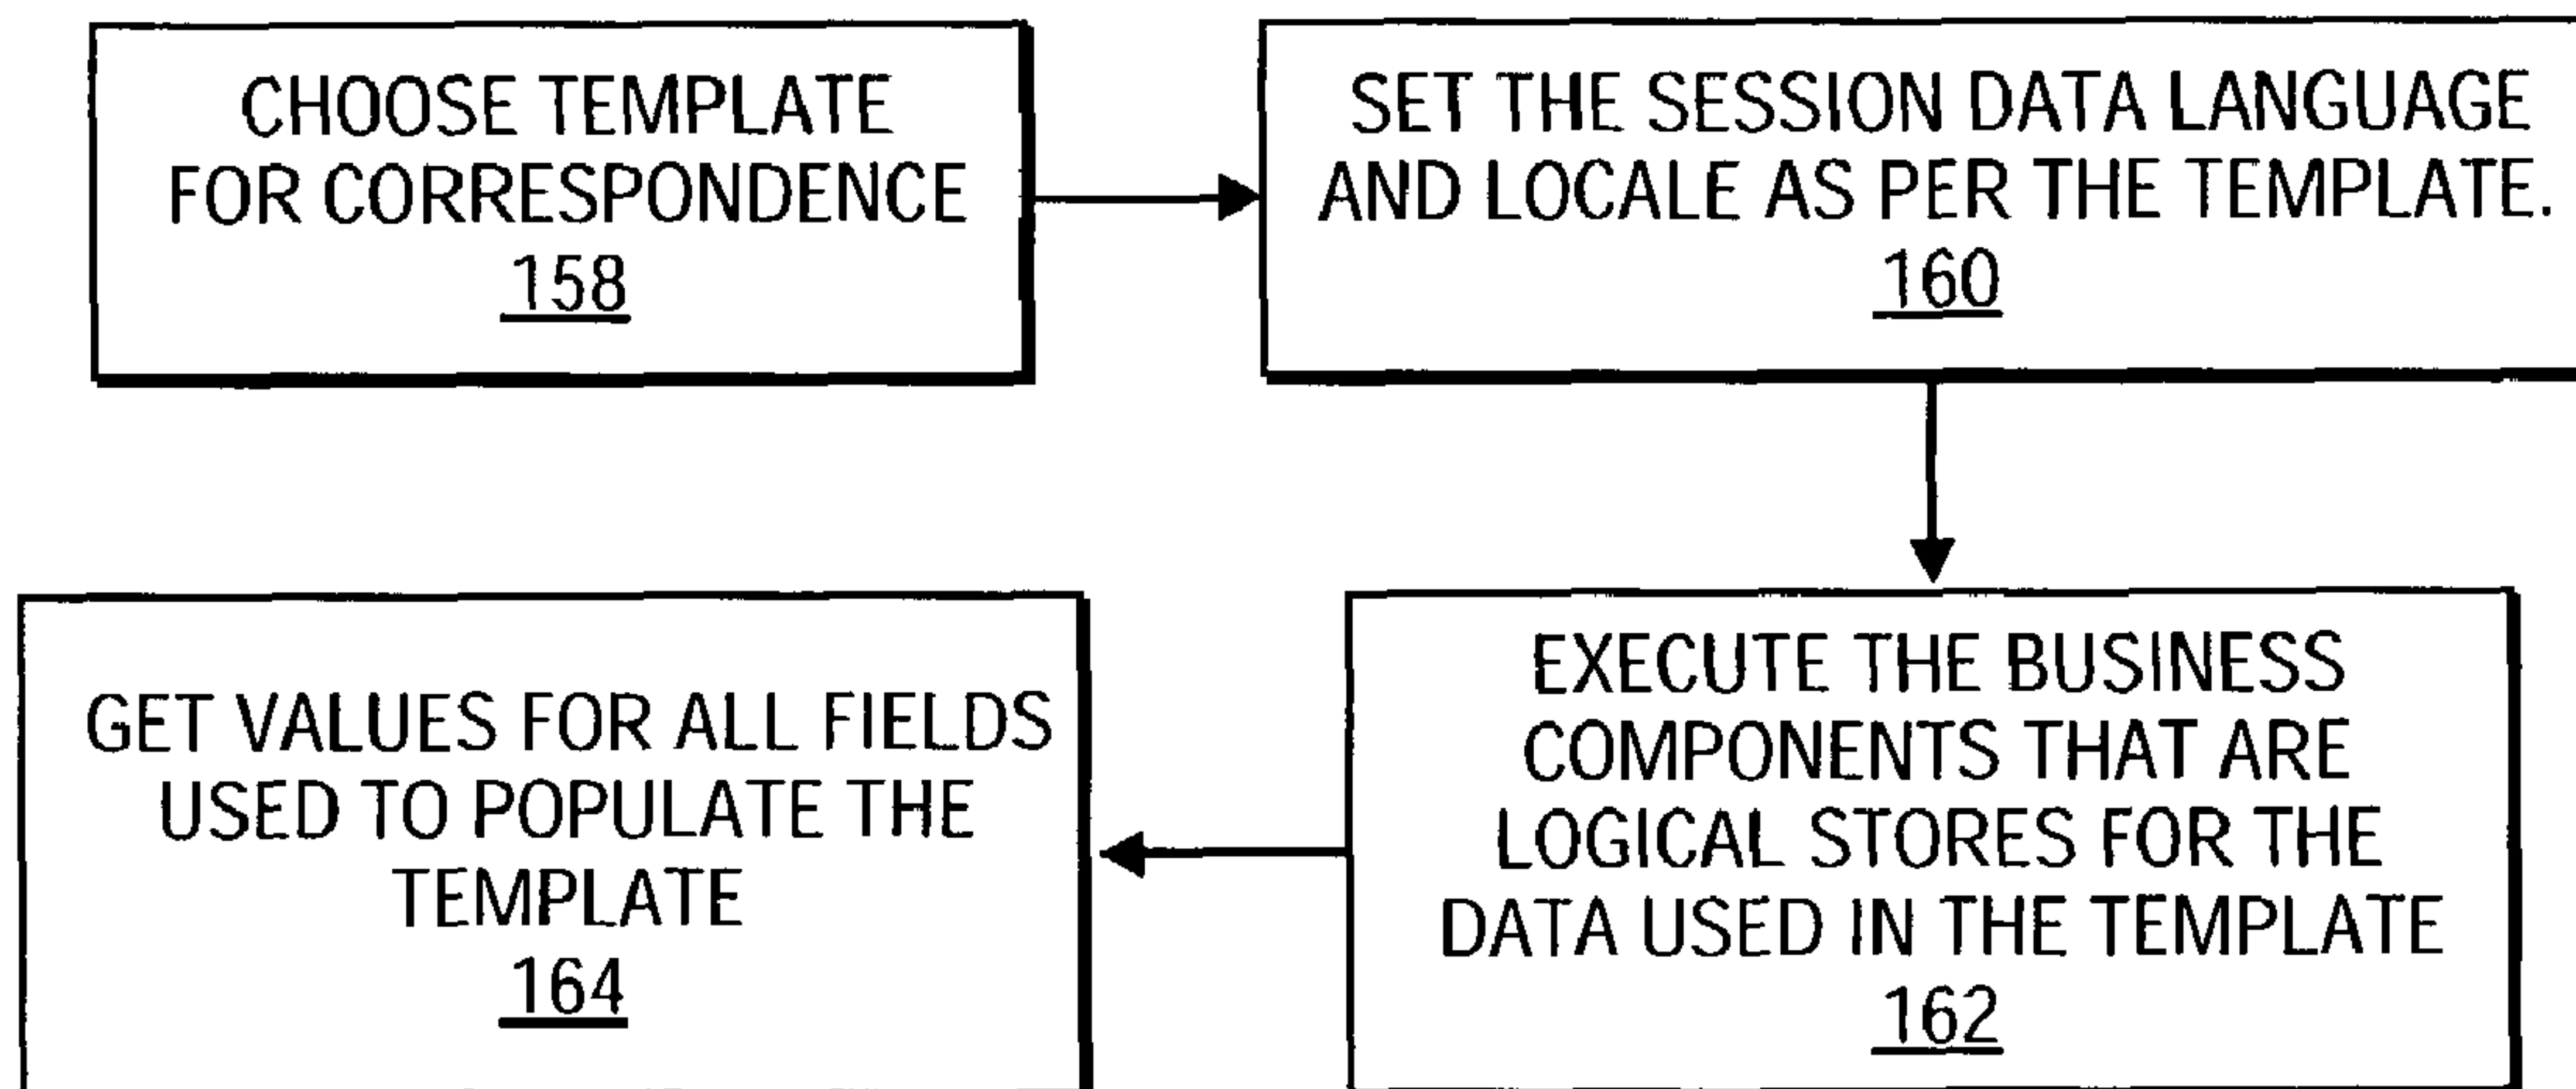 CHOOSE TEMPLATE
FOR CORRESPONDENCE
158
SET THE SESSION DATA LANGUAGE
AND LOCALE AS PER THE TEMPLATE.
160
EXECUTE THE BUSINESS
COMPONENTS THAT ARE
LOGICAL STORES FOR THE
DATA USED IN THE TEMPLATE
162
GET VALUES FOR ALL FIELDS
USED TO POPULATE THE
TEMPLATE
164